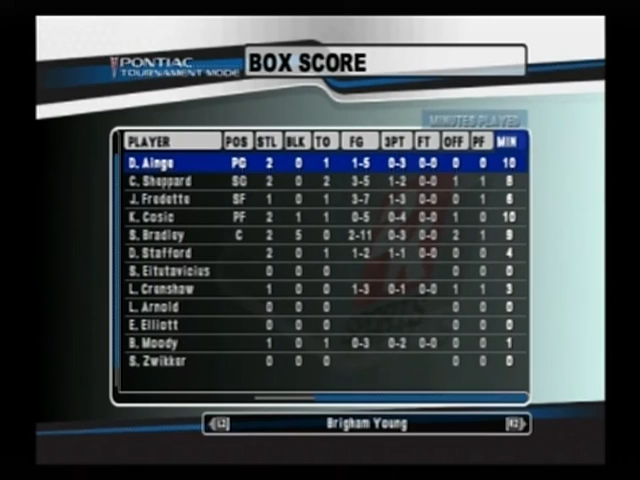 PONTIAC
TOURNAMENT MODE
BOX SCORE
MINUTES PLAYED
PLAYER POS STL BLK TO FG 3PT FT OFF PF MIN
D. Ainge PG 2 0 1 1-5 0-3 0-0 0 0 10
C. Sheppard SG 2 0 2 3-5 1-2 0-0 1 1 8
J. Fredette SF 1 0 1 3-7 1-3 0-0 0 1 6
K. Cosic PF 2 1 1 0-5 0-4 0-0 1 0 10
S. Bradley C 2 5 0 2-11 0-3 0-0 2 1 9
D. Stafford 2 0 1 1-2 1-1 0-0 0 0 4
S. Eitutavicius 0 0 0 0 0 0
L. Crenshaw 1 0 0 1-3 0-1 0-0 1 1 3
L. Arnold 0 0 0 0 0 0
E. Elliott 0 0 0 0 0 0
B. Moody 1 0 1 0-3 0-2 0-0 0 0 1
S. Zwikker 0 0 0 0 0 0
L2 Brigham Young R2